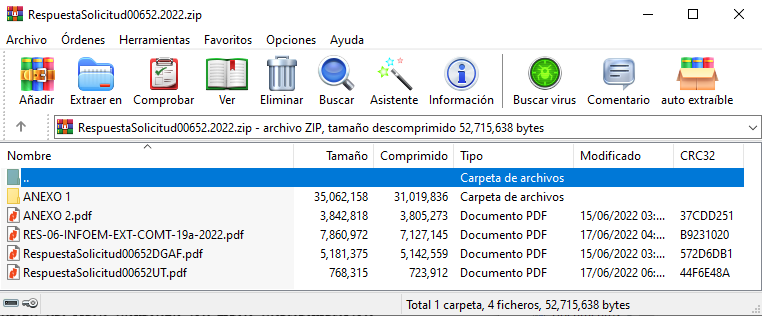 RespuestaSolicitud00652.2022.zip
Archivo Órdenes Herramientas Favoritos Opciones Ayuda
Añadir Extraer en Comprobar Ver Eliminar Buscar Asistente Información Buscar virus Comentario auto extraíble
RespuestaSolicitud00652.2022.zip - archivo ZIP, tamaño descomprimido 52,715,638 bytes
Nombre Tamaño Comprimido Tipo Modificado CRC32
.. Carpeta de archivos
ANEXO 1 35,062,158 31,019,836 Carpeta de archivos
ANEXO 2.pdf 3,842,818 3,805,273 Documento PDF 15/06/2022 03:... 37CDD251
RES-06-INFOEM-EXT-COMT-19a-2022.pdf 7,860,972 7,127,145 Documento PDF 17/06/2022 04:... B9231020
RespuestaSolicitud00652DGAF.pdf 5,181,375 5,142,559 Documento PDF 15/06/2022 03:... 572D6DB1
RespuestaSolicitud00652UT.pdf 768,315 723,912 Documento PDF 17/06/2022 06:... 44F6E48A
Total 1 carpeta, 4 ficheros, 52,715,638 bytes